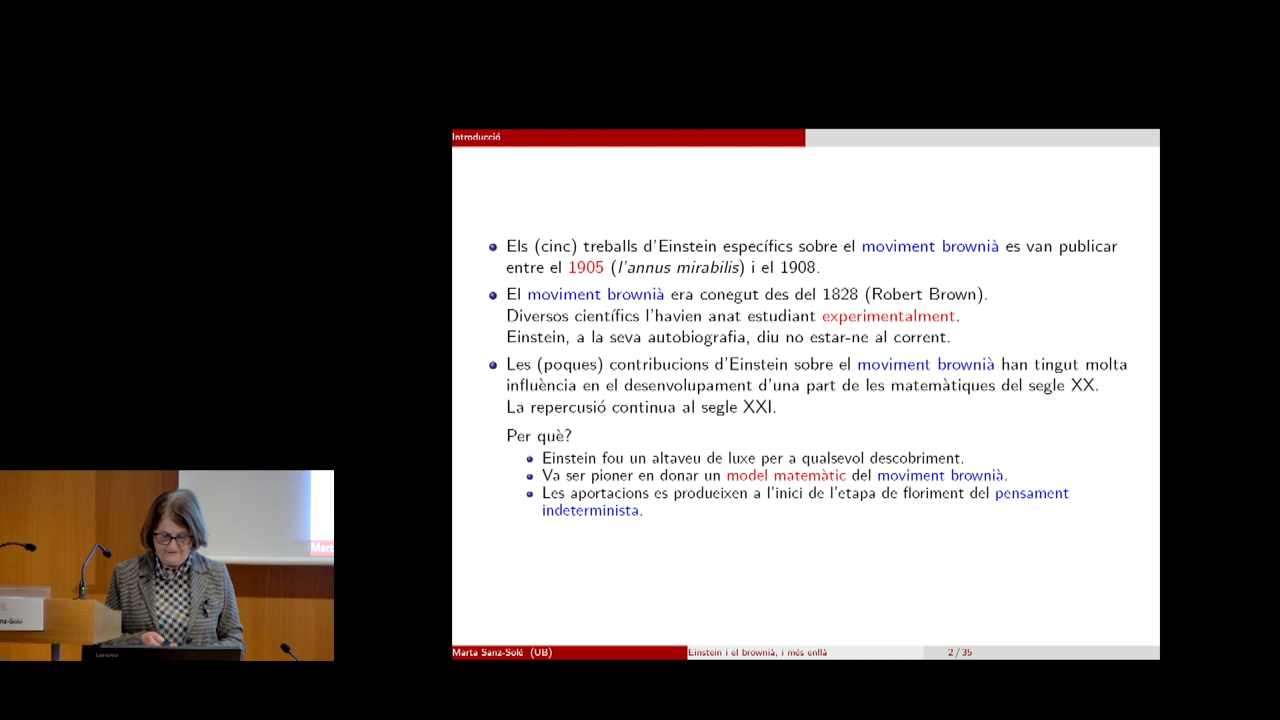 Introducció
Els (cinc) treballs d'Einstein específics sobre el moviment brownià es van publicar
entre el 1905 (l'annus mirabilis) i el 1908.
El moviment brownià era conegut des del 1828 (Robert Brown).
Diversos científics l'havien anat estudiant experimentalment.
Einstein, a la seva autobiografia, diu no estar-ne al corrent.
Les (poques) contribucions d'Einstein sobre el moviment brownià han tingut molta
influència en el desenvolupament d'una part de les matemàtiques del segle XX.
La repercusió continua al segle XXI.
Per què?
Einstein fou un altaveu de luxe per a qualsevol descobriment.
Va ser pioner en donar un model matemàtic del moviment brownià.
Les aportacions es produeixen a l'inici de l'etapa de floriment del pensament
indeterminista.
Marta Sanz-Solé (UB)
Einstein i el brownià, i més enllà
2 / 35
Mart
nz-Solé
Lenovo